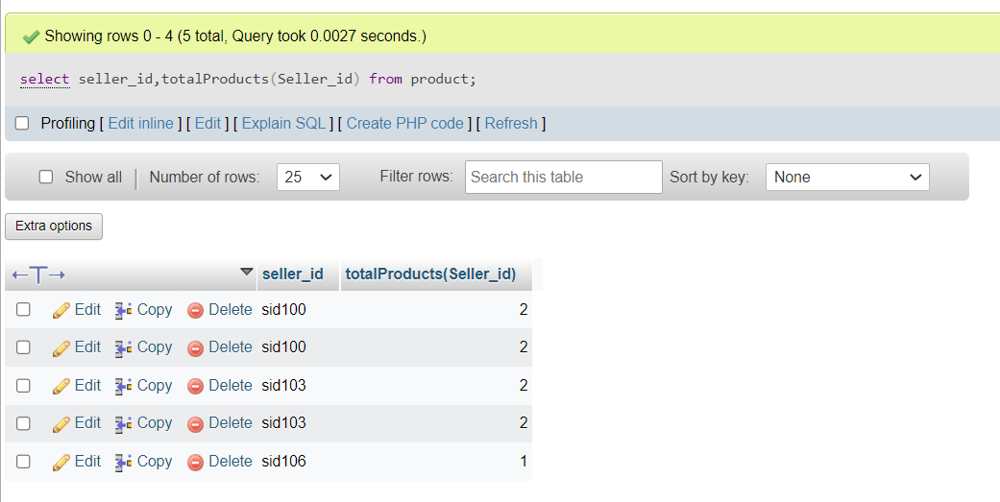 Showing rows 0 - 4 (5 total, Query took 0.0027 seconds.)
select seller_id,totalProducts(Seller_id) from product;
Profiling [ Edit inline ] [ Edit ] [ Explain SQL ] [ Create PHP code ] [ Refresh ]
Show all | Number of rows: 25 Filter rows: Search this table Sort by key: None
Extra options
←T→ seller_id totalProducts(Seller_id)
Edit Copy Delete sid100 2
Edit Copy Delete sid100 2
Edit Copy Delete sid103 2
Edit Copy Delete sid103 2
Edit Copy Delete sid106 1